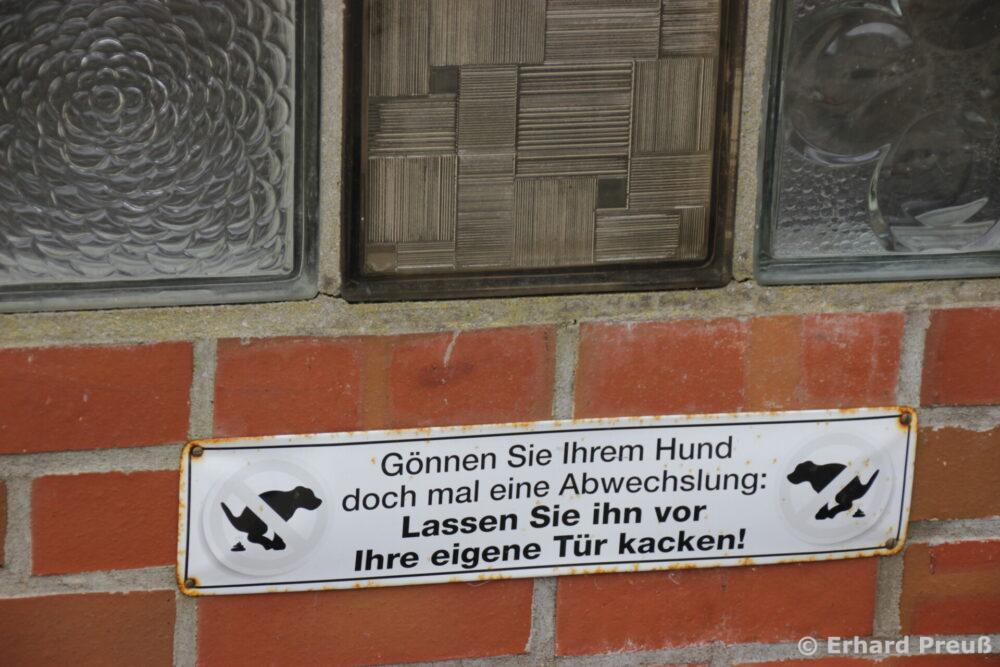 Gönnen Sie Ihrem Hund
doch mal eine Abwechslung:
Lassen Sie ihn vor
Ihre eigene Tür kacken!
© Erhard Preuß